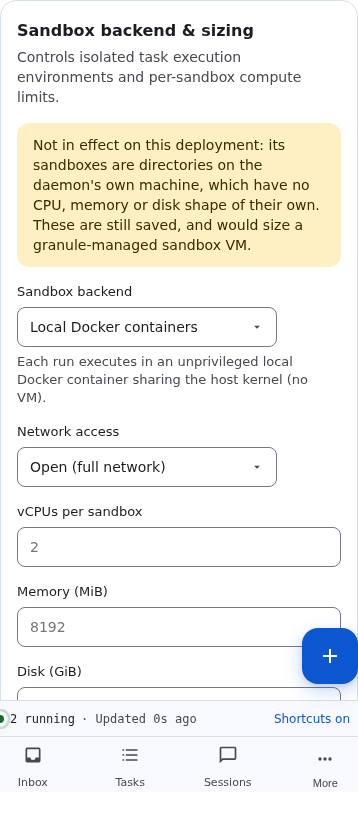 Sandbox backend & sizing
Controls isolated task execution
environments and per-sandbox compute
limits.
Not in effect on this deployment: its
sandboxes are directories on the
daemon's own machine, which have no
CPU, memory or disk shape of their own.
These are still saved, and would size a
granule-managed sandbox VM.
Sandbox backend
Local Docker containers
Each run executes in an unprivileged local
Docker container sharing the host kernel (no
VM).
Network access
Open (full network)
vCPUs per sandbox
2
Memory (MiB)
8192
Disk (GiB)
2 running · Updated 0s ago
Shortcuts on
Inbox
Tasks
Sessions
More